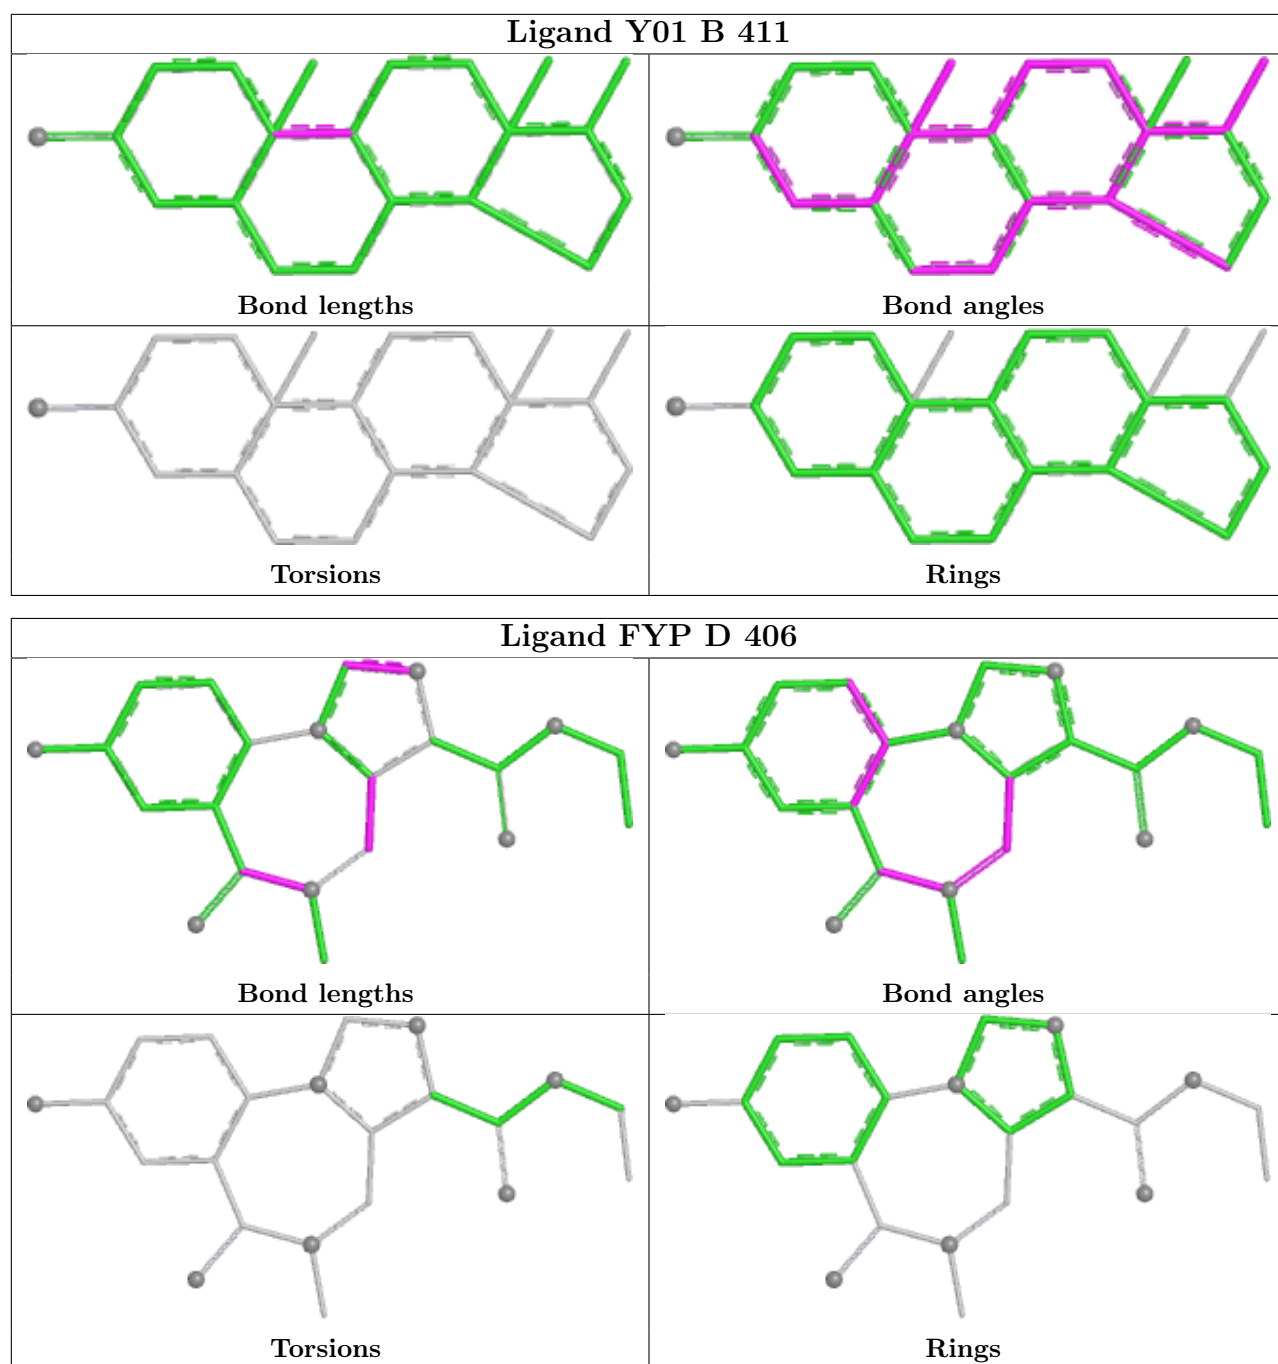 Ligand Y01 B 411
Bond lengths
Bond angles
Torsions
Rings
Ligand FYP D 406
Bond lengths
Bond angles
Torsions
Rings